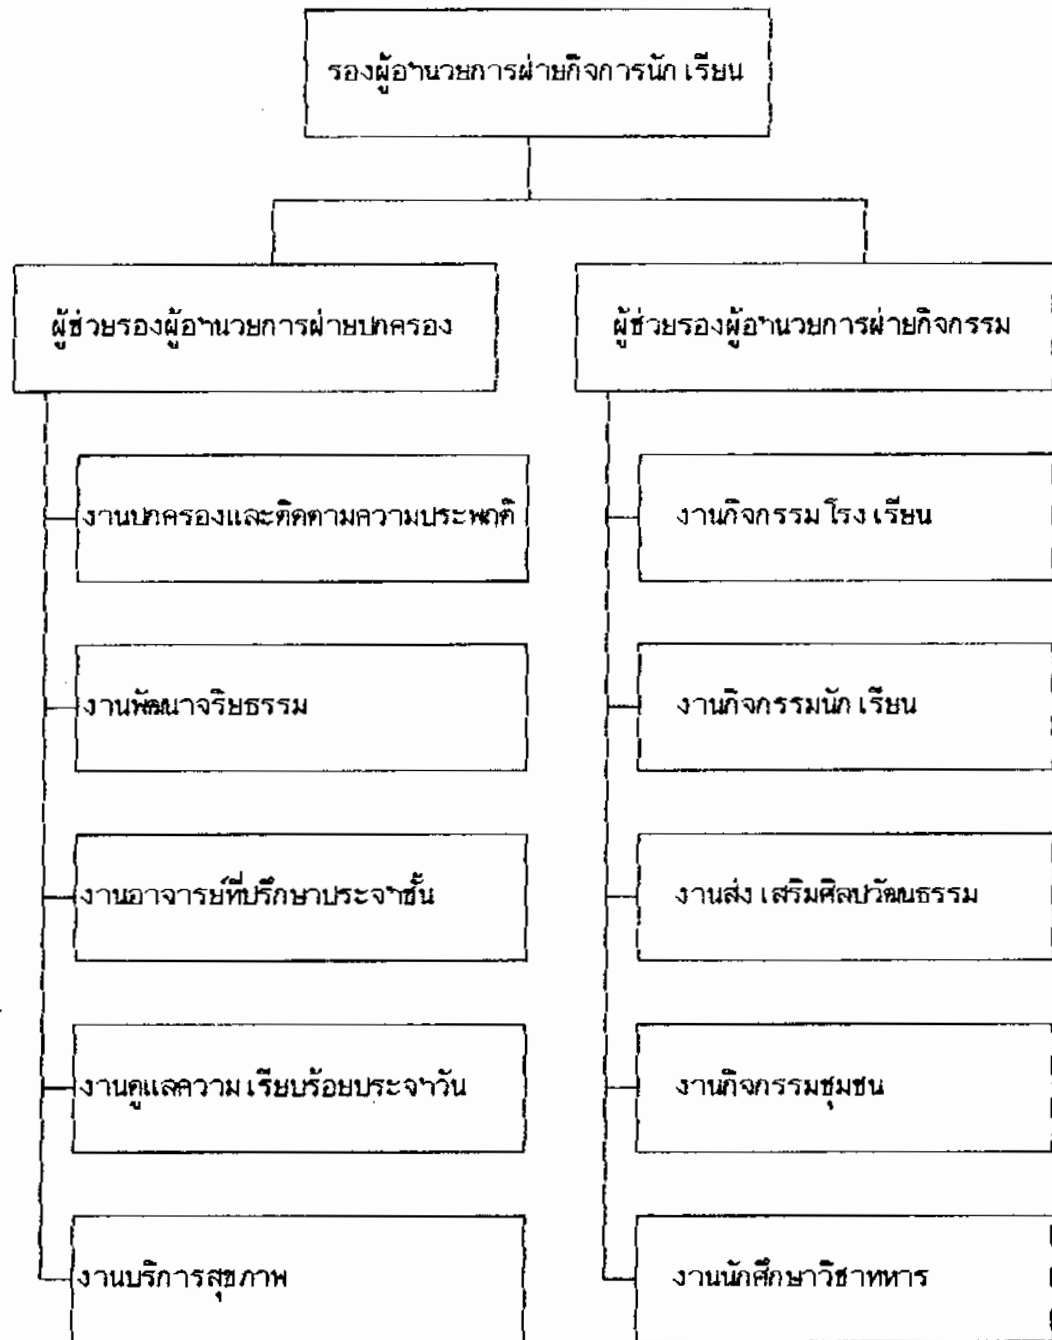 รองผู้อำนวยการฝ่ายกิจการนักเรียน
ผู้ช่วยรองผู้อำนวยการฝ่ายปกครอง
ผู้ช่วยรองผู้อำนวยการฝ่ายกิจกรรม
งานปกครองและติดตามความประพฤติ
งานพัฒนาจริยธรรม
งานอาจารย์ที่ปรึกษาประจำชั้น
งานดูแลความเรียบร้อยประจำวัน
งานบริการสุขภาพ
งานกิจกรรมโรงเรียน
งานกิจกรรมนักเรียน
งานส่งเสริมศิลปวัฒนธรรม
งานกิจกรรมชุมชน
งานนักศึกษาวิชาทหาร